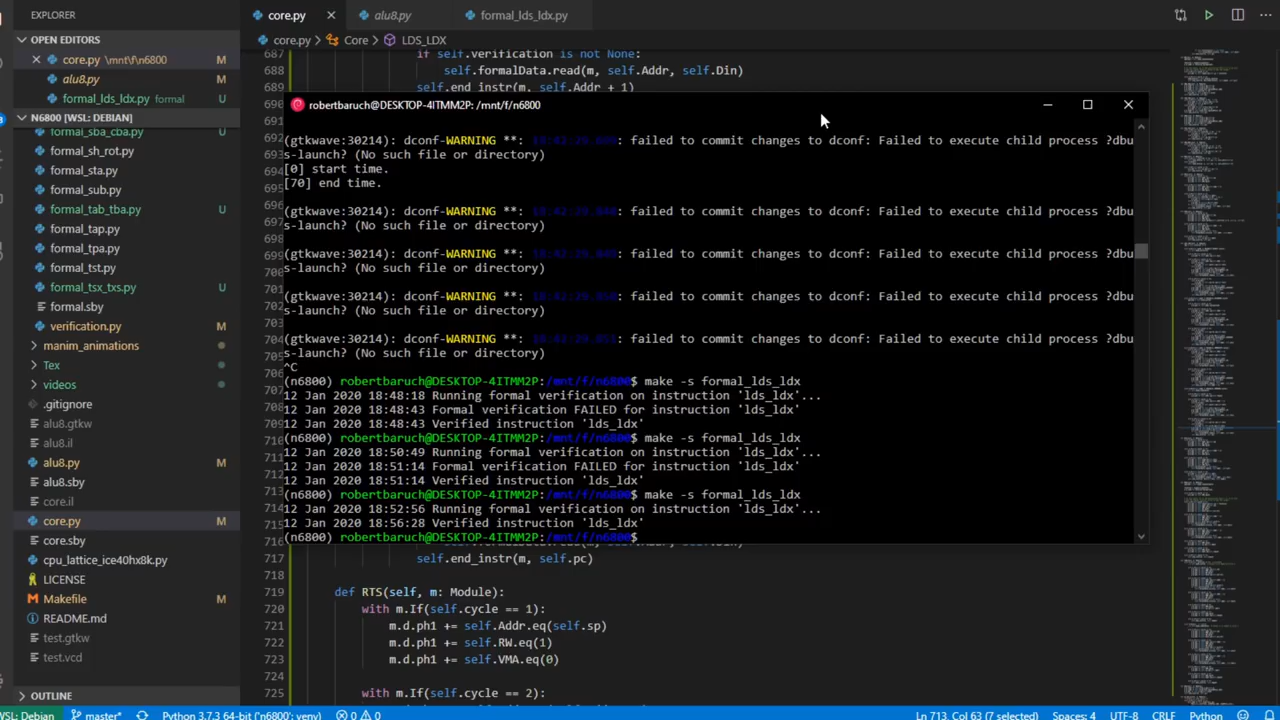 EXPLORER
OPEN EDITORS
core.py \mnt\f\n6800 M
alu8.py M
formal_lds_ldx.py formal U
N6800 [WSL: DEBIAN]
formal_sba_cba.py U
formal_sh_rot.py
formal_sta.py
formal_sub.py
formal_tab_tba.py U
formal_tap.py
formal_tpa.py
formal_tst.py
formal_tsx_txs.py U
formal.sby
verification.py M
manim_animations
Tex
videos
.gitignore
alu8.gtkw
alu8.il
alu8.py M
alu8.sby
core.il
core.py M
core.sby
cpu_lattice_ice40hx8k.py
LICENSE
Makefile M
README.md
test.gtkw
test.vcd
OUTLINE
core.py
alu8.py
formal_lds_ldx.py
core.py > Core > LDS_LDX
687 if self.verification is not None:
688 self.formalData.read(m, self.Addr, self.Din)
689 self.end_instr(m, self.Addr + 1)
robertbaruch@DESKTOP-4ITMM2P: /mnt/f/n6800
(gtkwave:30214): dconf-WARNING : failed to commit changes to dconf: Failed to execute child process ?dbu
s-launch? (No such file or directory)
[0] start time.
[70] end time.
(gtkwave:30214): dconf-WARNING : failed to commit changes to dconf: Failed to execute child process ?dbu
s-launch? (No such file or directory)
(gtkwave:30214): dconf-WARNING : failed to commit changes to dconf: Failed to execute child process ?dbu
s-launch? (No such file or directory)
(gtkwave:30214): dconf-WARNING : failed to commit changes to dconf: Failed to execute child process ?dbu
s-launch? (No such file or directory)
(gtkwave:30214): dconf-WARNING : failed to commit changes to dconf: Failed to execute child process ?dbu
s-launch? (No such file or directory)
^C
(n6800) robertbaruch@DESKTOP-4ITMM2P:/mnt/f/n6800$ make -s formal_lds_ldx
12 Jan 2020 18:48:18 Running formal verification on instruction 'lds_ldx'...
12 Jan 2020 18:48:43 Formal verification FAILED for instruction 'lds_ldx'
12 Jan 2020 18:48:43 Verified instruction 'lds_ldx'
(n6800) robertbaruch@DESKTOP-4ITMM2P:/mnt/f/n6800$ make -s formal_lds_ldx
12 Jan 2020 Running formal verification on instruction 'lds_ldx'...
12 Jan 2020 18:51:14 Formal verification FAILED for instruction 'lds_ldx'
12 Jan 2020 18:51:14 Verified instruction 'lds_ldx'
(n6800) robertbaruch@DESKTOP-4ITMM2P:/mnt/f/n6800$ make -s formal_lds_ldx
12 Jan 2020 Running formal verification on instruction 'lds_ldx'...
12 Jan 2020 18:56:28 Verified instruction 'lds_ldx'
(n6800) robertbaruch@DESKTOP-4ITMM2P:/mnt/f/n6800$
717 self.end_instr(m, self.pc)
718
719 def RTS(self, m: Module):
720 with m.If(self.cycle == 1):
721 m.d.ph1 += self.Addr.eq(self.sp)
722 m.d.ph1 += self.RW.eq(1)
723 m.d.ph1 += self.VMA.eq(0)
725 with m.If(self.cycle == 2):
WSL: Debian master* Python 3.7.3 64-bit ('n6800': venv) 0 0 Ln 713, Col 63 (7 selected) Spaces: 4 UTF-8 CRLF Python